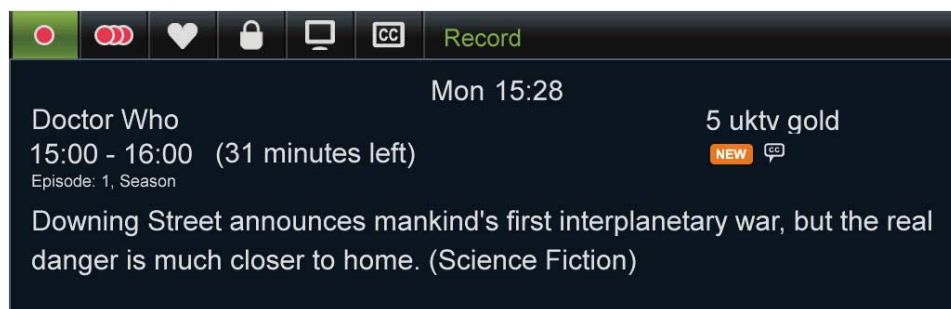 CC Record
Mon 15:28
Doctor Who
5 uktv gold
15:00 - 16:00 (31 minutes left)
NEW CC
Episode: 1, Season
Downing Street announces mankind's first interplanetary war, but the real
danger is much closer to home. (Science Fiction)